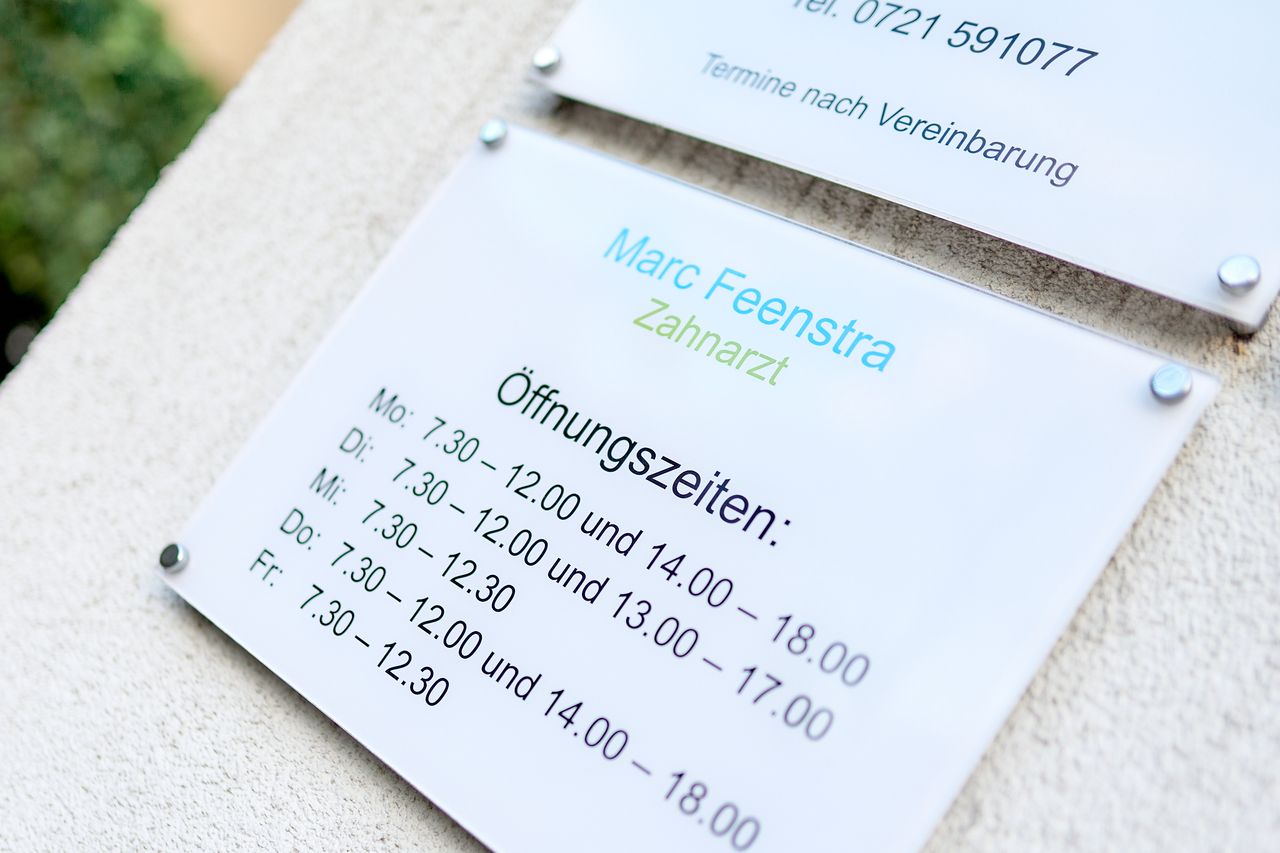 Tel. 0721 591077
Termine nach Vereinbarung
Marc Feenstra
Zahnarzt
Öffnungszeiten:
Mo: 7.30 – 12.00 und 14.00 – 18.00
Di: 7.30 – 12.00 und 13.00 – 17.00
Mi: 7.30 – 12.30
Do: 7.30 – 12.00 und 14.00 – 18.00
Fr: 7.30 – 12.30